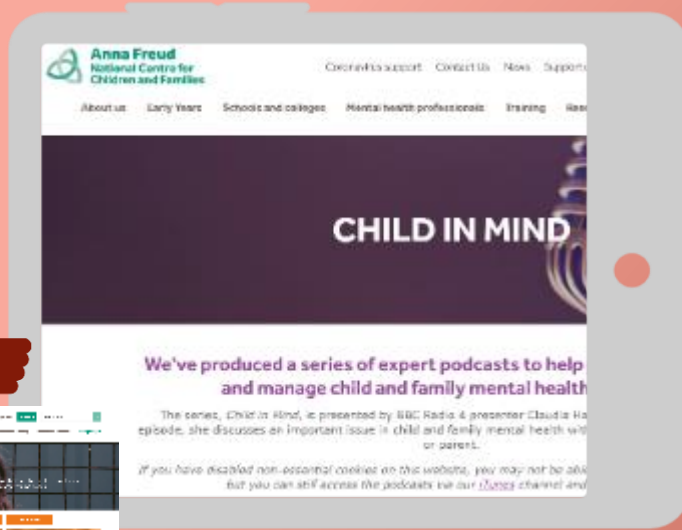 Anna Freud
National Centre for
Children and Families
Coronavirus support Contact Us News Support
About us Early Years Schools and colleges Mental health professionals Training
CHILD IN MIND
We've produced a series of expert podcasts to help
and manage child and family mental health
The series, Child in Mind, is presented by BBC Radio 4 presenter Claudia Ha
episode, she discusses an important issue in child and family mental health wit
or parent.
If you have disabled non-essential cookies on this website, you may not be abl
but you can still access the podcasts via our iTunes channel and